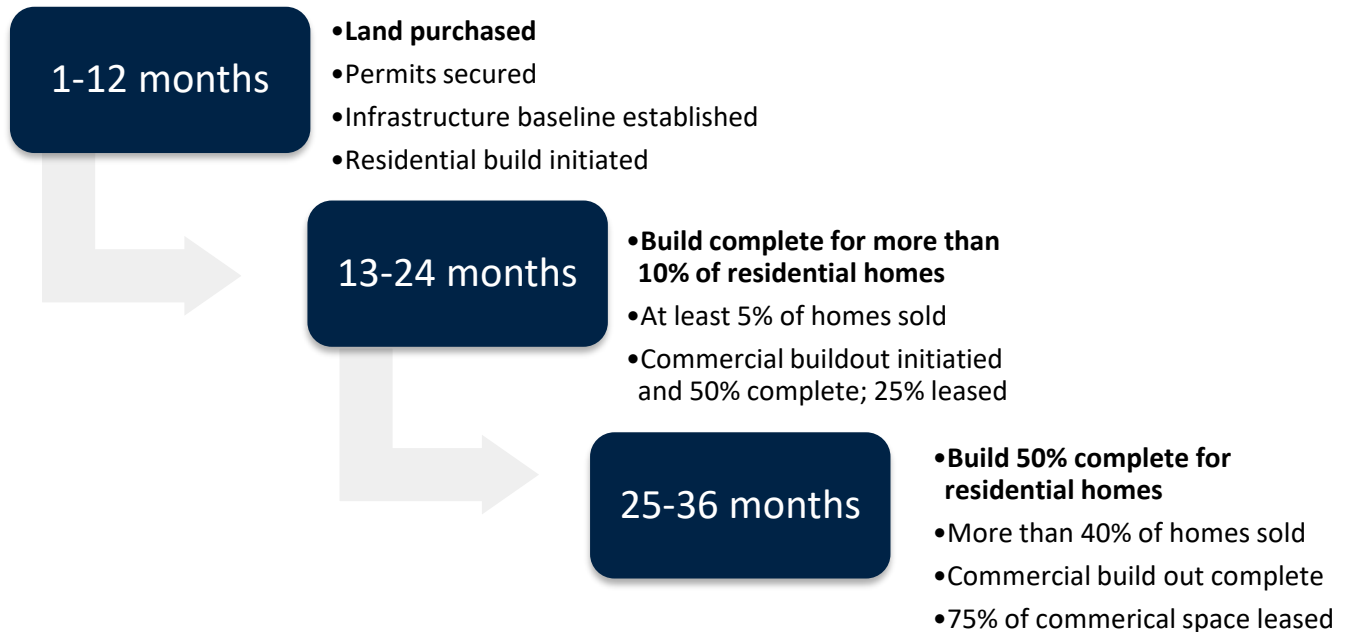 1-12 months
•Land purchased
•Permits secured
•Infrastructure baseline established
•Residential build initiated
13-24 months
•Build complete for more than
10% of residential homes
•At least 5% of homes sold
•Commercial buildout initiatied
and 50% complete; 25% leased
25-36 months
•Build 50% complete for
residential homes
•More than 40% of homes sold
•Commercial build out complete
•75% of commerical space leased